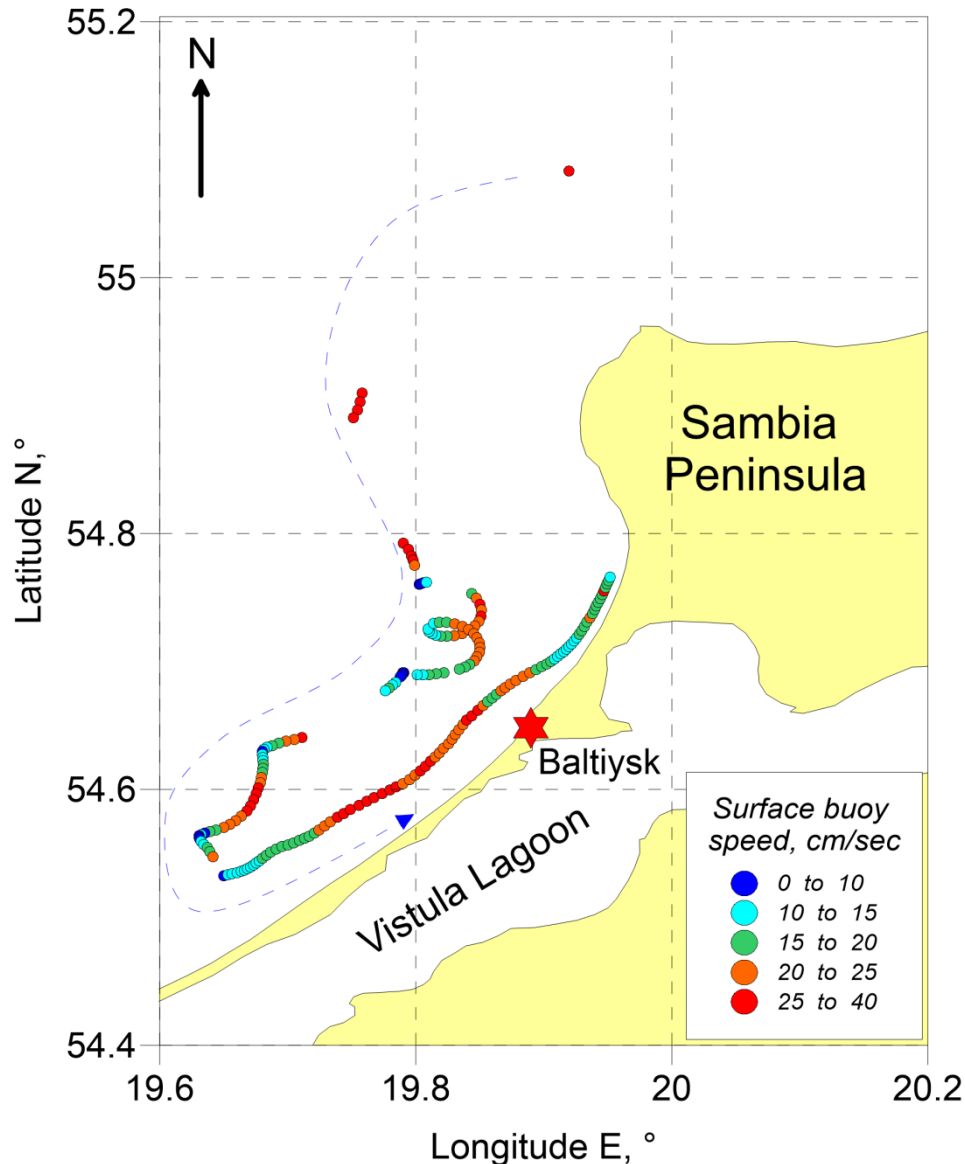 55.2
N
55
Sambia
Peninsula
Latitude N,°
54.8
Baltiysk
54.6
Vistula Lagoon
Surface buoy
speed, cm/sec
0 to 10
10 to 15
15 to 20
20 to 25
25 to 40
54.4
19.6
19.8
20
20.2
Longitude E, °